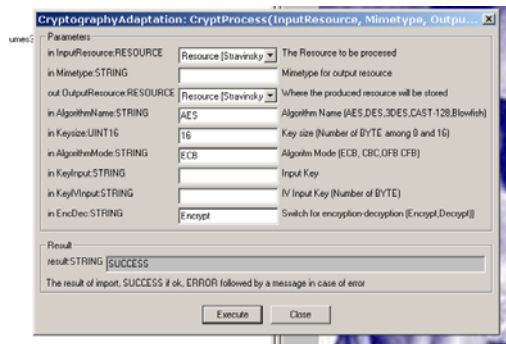 CryptographyAdaptation: CryptProcess(InputResource, Mimetype, Outpu...
Parameters
in InputResource:RESOURCE Resource [Stravinsky The Resource to be procesed
in Mimetype:STRING Mimetype for output resource
out OutputResource:RESOURCE Resource [Stravinsky Where the produced resource will be stored
in AlgorithmName:STRING AES Algorithm Name (AES,DES,3DES,CAST-128,Blowfish)
in Keysize:UINT16 16 Key size (Number of BYTE among 8 and 16)
in AlgorithmMode:STRING ECB Algoritm Mode (ECB, CBC,OFB CFB)
in KeyInput:STRING Input Key
in KeyIVInput:STRING IV Input Key (Number of BYTE)
in EncDec:STRING Encrypt Switch for encryption-decryption (Encrypt,Decrypt)]
Result
result:STRING SUCCESS
The result of import, SUCCESS if ok, ERROR followed by a message in case of error
Execute Close